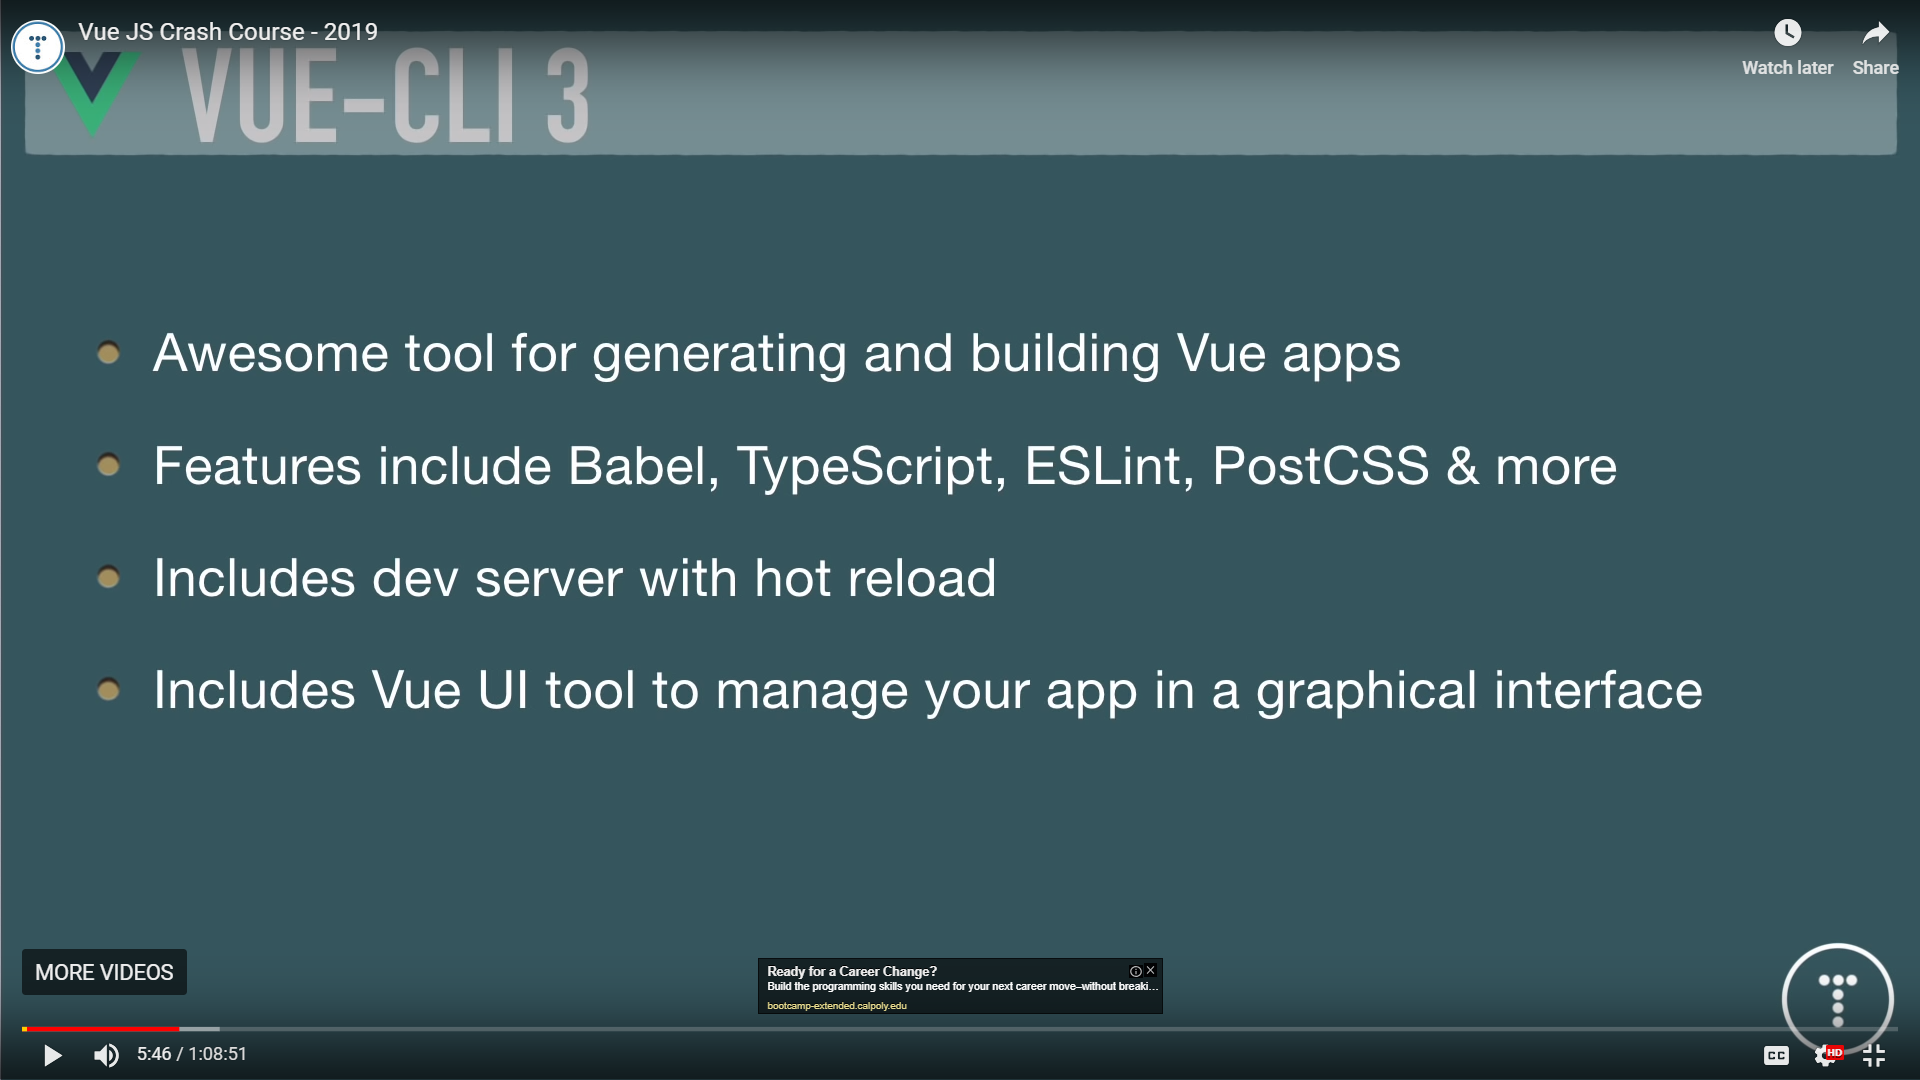 Vue JS Crash Course - 2019
Watch later
Share
VUE-CLI 3
Awesome tool for generating and building Vue apps
Features include Babel, TypeScript, ESLint, PostCSS & more
Includes dev server with hot reload
Includes Vue UI tool to manage your app in a graphical interface
MORE VIDEOS
Ready for a Career Change?
Build the programming skills you need for your next career move–without breaki...
bootcamp-extended.calpoly.edu
5:46 / 1:08:51
CC
HD